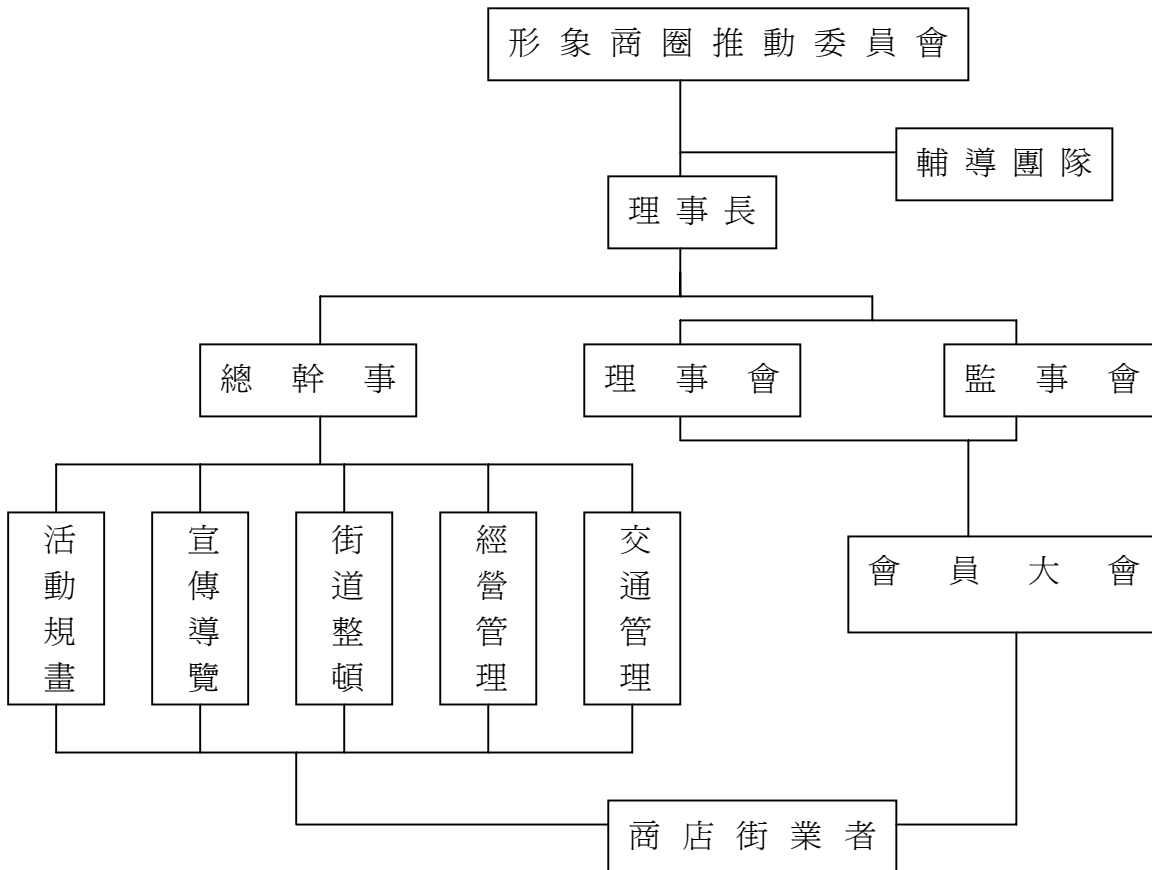 形象商圈推動委員會
輔導團隊
理事長
總幹事
理事會
監事會
活動規畫
宣傳導覽
街道整頓
經營管理
交通管理
會員大會
商店街業者